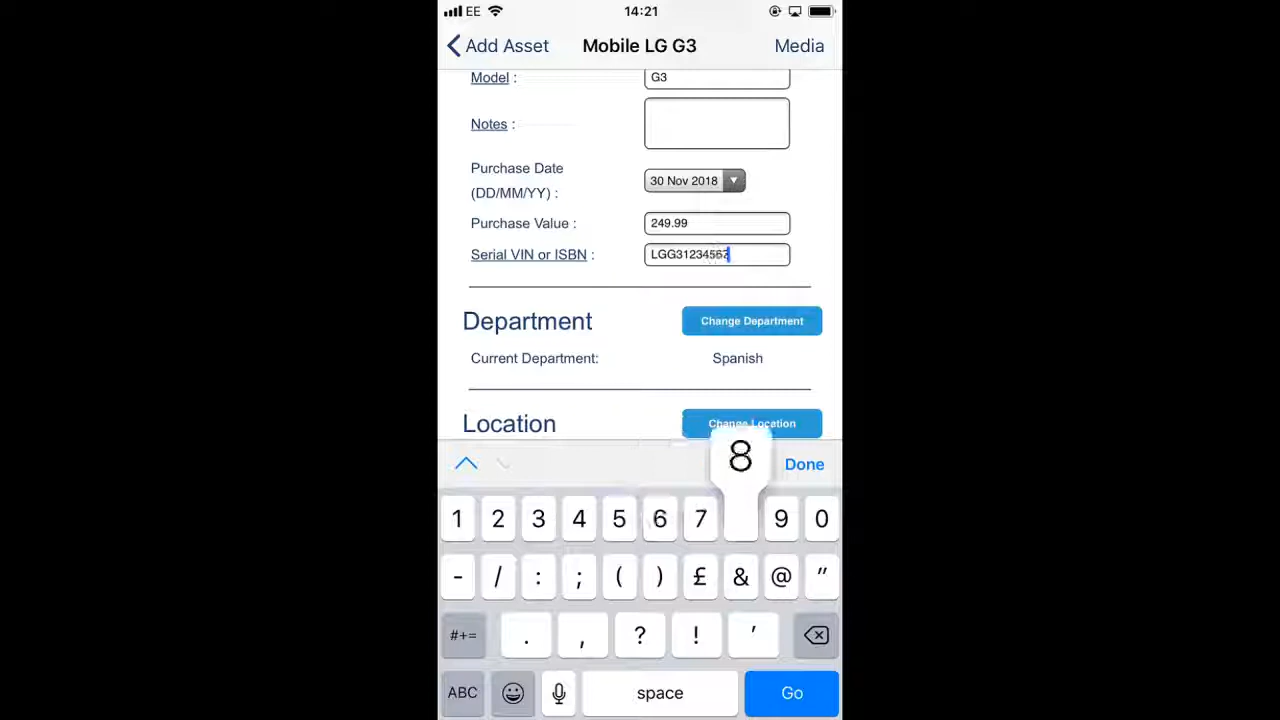 EE 14:21
Add Asset Mobile LG G3 Media
Model : G3
Notes :
Purchase Date
(DD/MM/YY) : 30 Nov 2018
Purchase Value : 249.99
Serial VIN or ISBN : LGG31234567
Department Change Department
Current Department: Spanish
Location Change Location
8 Done
1 2 3 4 5 6 7 9 0
- / : ; ( ) £ & @ "
#+= . , ? ! '
ABC space Go